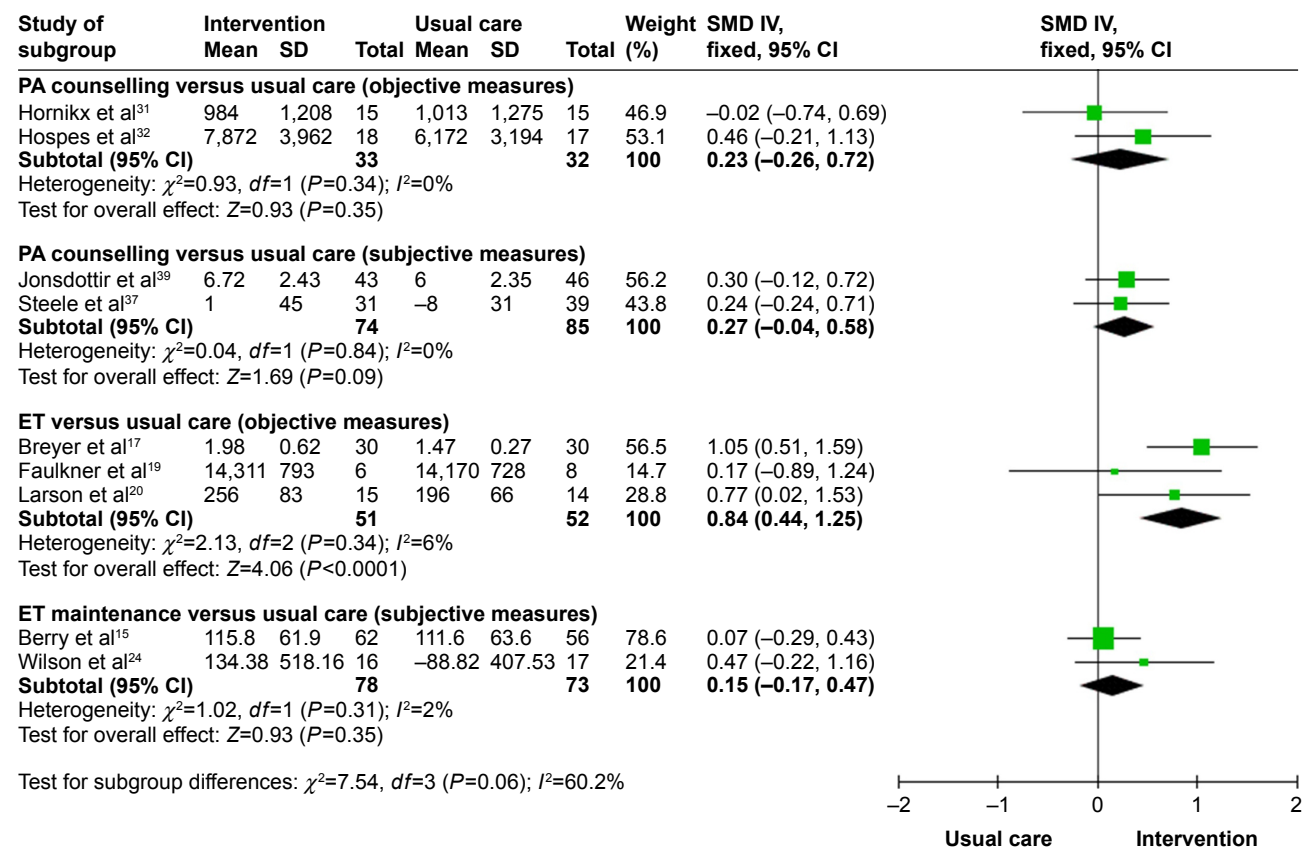 Study of Intervention Usual care Weight SMD IV, SMD IV,
subgroup Mean SD Total Mean SD Total (%) fixed, 95% CI fixed, 95% CI
PA counselling versus usual care (objective measures)
Hornikx et al³¹ 984 1,208 15 1,013 1,275 15 46.9 –0.02 (–0.74, 0.69)
Hospes et al³² 7,872 3,962 18 6,172 3,194 17 53.1 0.46 (–0.21, 1.13)
Subtotal (95% CI) 33 32 100 0.23 (–0.26, 0.72)
Heterogeneity: χ²=0.93, df=1 (P=0.34); I²=0%
Test for overall effect: Z=0.93 (P=0.35)
PA counselling versus usual care (subjective measures)
Jonsdottir et al³⁹ 6.72 2.43 43 6 2.35 46 56.2 0.30 (–0.12, 0.72)
Steele et al³⁷ 1 45 31 –8 31 39 43.8 0.24 (–0.24, 0.71)
Subtotal (95% CI) 74 85 100 0.27 (–0.04, 0.58)
Heterogeneity: χ²=0.04, df=1 (P=0.84); I²=0%
Test for overall effect: Z=1.69 (P=0.09)
ET versus usual care (objective measures)
Breyer et al¹⁷ 1.98 0.62 30 1.47 0.27 30 56.5 1.05 (0.51, 1.59)
Faulkner et al¹⁹ 14,311 793 6 14,170 728 8 14.7 0.17 (–0.89, 1.24)
Larson et al²⁰ 256 83 15 196 66 14 28.8 0.77 (0.02, 1.53)
Subtotal (95% CI) 51 52 100 0.84 (0.44, 1.25)
Heterogeneity: χ²=2.13, df=2 (P=0.34); I²=6%
Test for overall effect: Z=4.06 (P<0.0001)
ET maintenance versus usual care (subjective measures)
Berry et al¹⁵ 115.8 61.9 62 111.6 63.6 56 78.6 0.07 (–0.29, 0.43)
Wilson et al²⁴ 134.38 518.16 16 –88.82 407.53 17 21.4 0.47 (–0.22, 1.16)
Subtotal (95% CI) 78 73 100 0.15 (–0.17, 0.47)
Heterogeneity: χ²=1.02, df=1 (P=0.31); I²=2%
Test for overall effect: Z=0.93 (P=0.35)
Test for subgroup differences: χ²=7.54, df=3 (P=0.06); I²=60.2%
–2 –1 0 1 2
Usual care Intervention